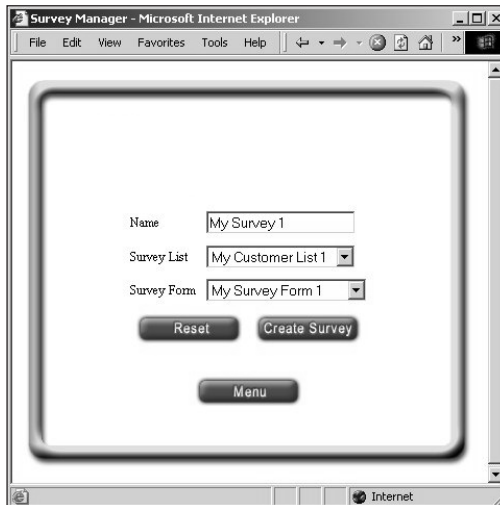 Survey Manager - Microsoft Internet Explorer
File Edit View Favorites Tools Help »
Name My Survey 1
Survey List My Customer List 1
Survey Form My Survey Form 1
Reset Create Survey
Menu
Internet